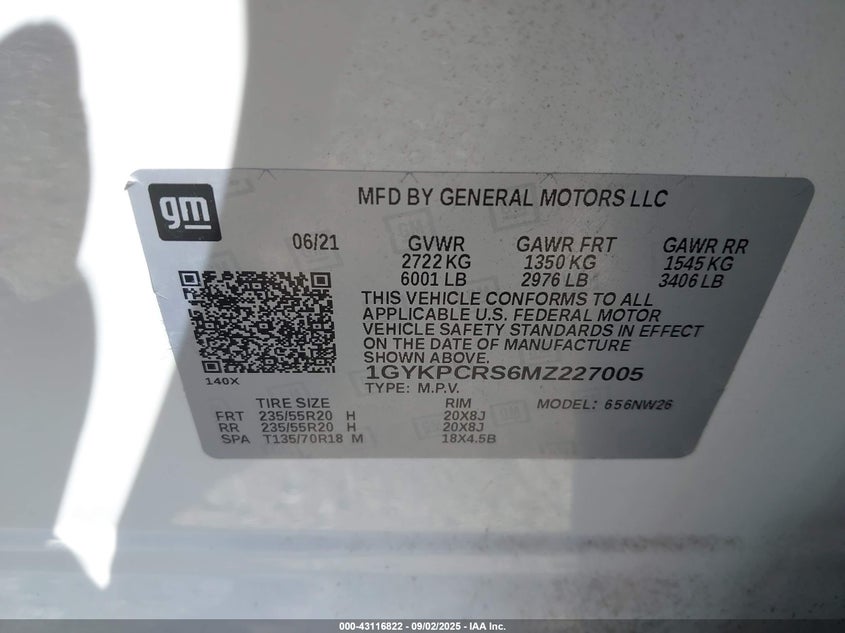 gm
MFD BY GENERAL MOTORS LLC
06/21 GVWR GAWR FRT GAWR RR
2722 KG 1350 KG 1545 KG
6001 LB 2976 LB 3406 LB
THIS VEHICLE CONFORMS TO ALL
APPLICABLE U.S. FEDERAL MOTOR
VEHICLE SAFETY STANDARDS IN EFFECT
ON THE DATE OF MANUFACTURE
SHOWN ABOVE.
1GYKPCRS6MZ227005
140X
TYPE: M.P.V.
TIRE SIZE RIM MODEL: 656NW26
FRT 235/55R20 H 20X8J
RR 235/55R20 H 20X8J
SPA T135/70R18 M 18X4.5B
000-43116822 - 09/02/2025 - IAA Inc.